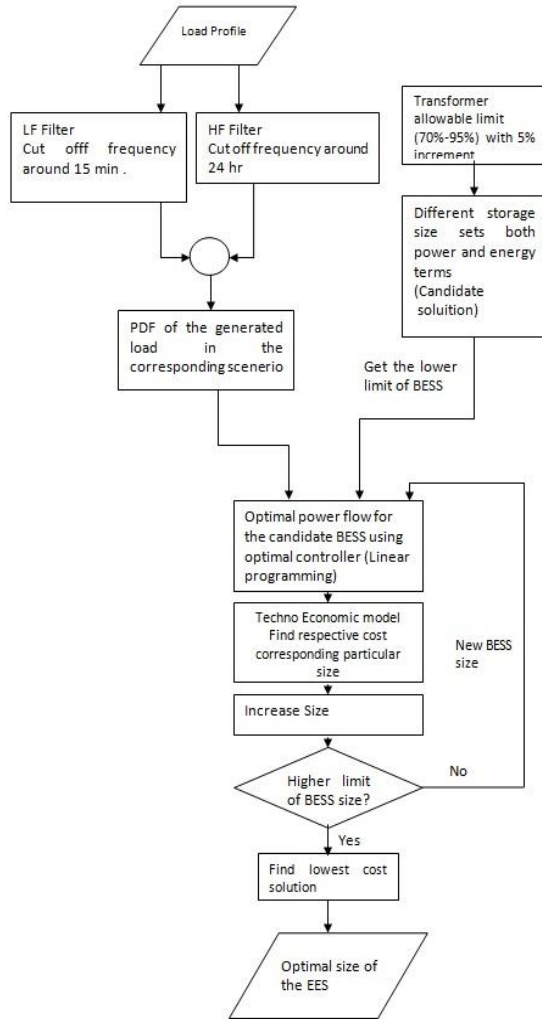 Load Profile
LF Filter
Cut offf frequency
around 15 min .
HF Filter
Cut off frequency around
24 hr
Transformer
allowable limit
(70%-95%) with 5%
increment
Different storage
size sets both
power and energy
terms
(Candidate
soluition)
PDF of the generated
load in the
corresponding scenerio
Get the lower
limit of BESS
Optimal power flow for
the candidate BESS using
optimal controller (Linear
programming)
Techno Economic model
Find respective cost
corresponding particular
size
New BESS
size
Increase Size
Higher limit
of BESS size?
No
Yes
Find lowest cost
solution
Optimal size of
the EES